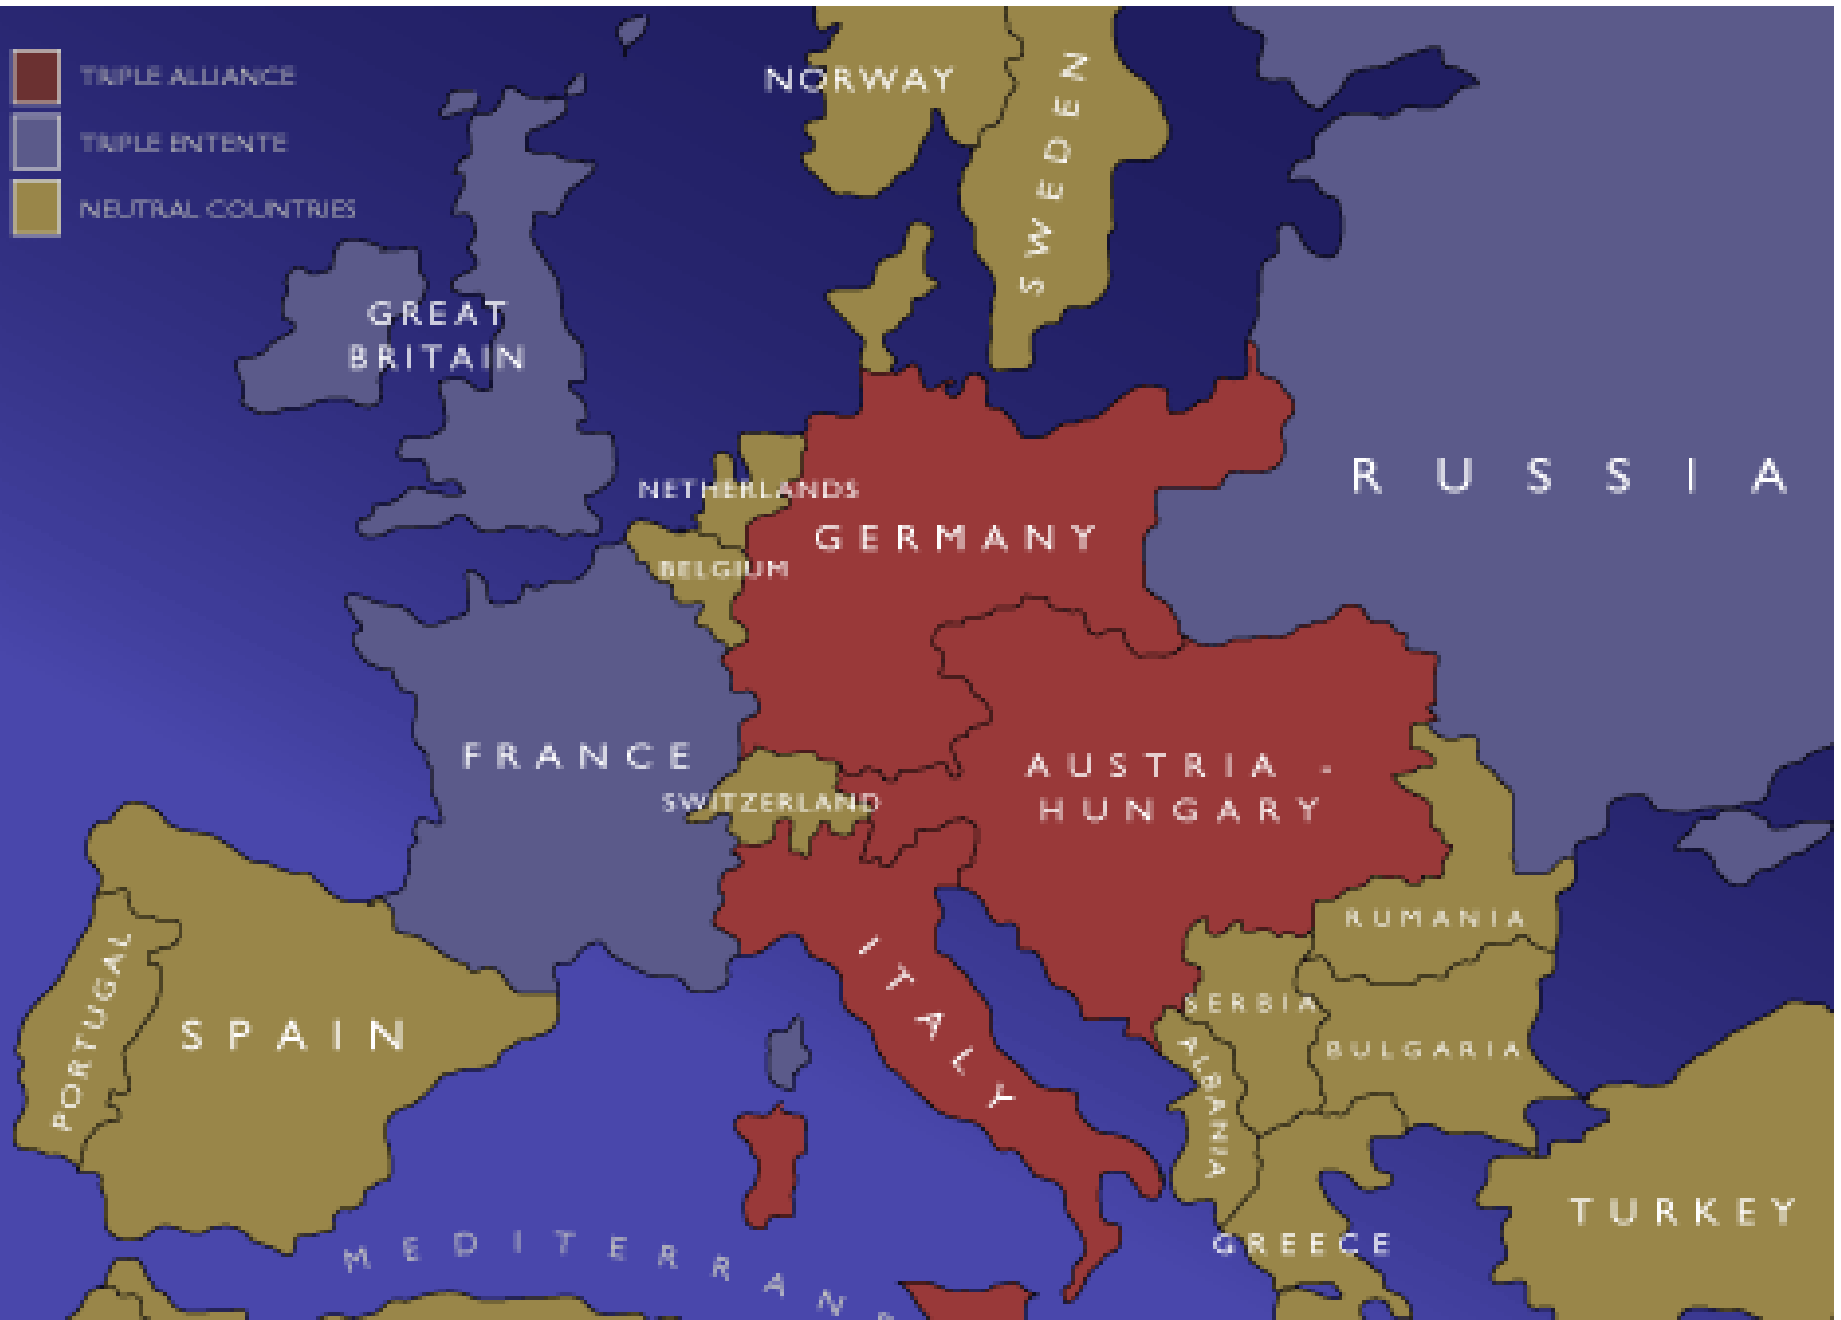 TRIPLE ALLIANCE
TRIPLE ENTENTE
NEUTRAL COUNTRIES
NORWAY
SWEDEN
GREAT
BRITAIN
NETHERLANDS
RUSSIA
GERMANY
BELGIUM
FRANCE
AUSTRIA -
HUNGARY
SWITZERLAND
RUMANIA
ITALY
PORTUGAL
SPAIN
SERBIA
BULGARIA
ALBANIA
TURKEY
GREECE
MEDITERRAN